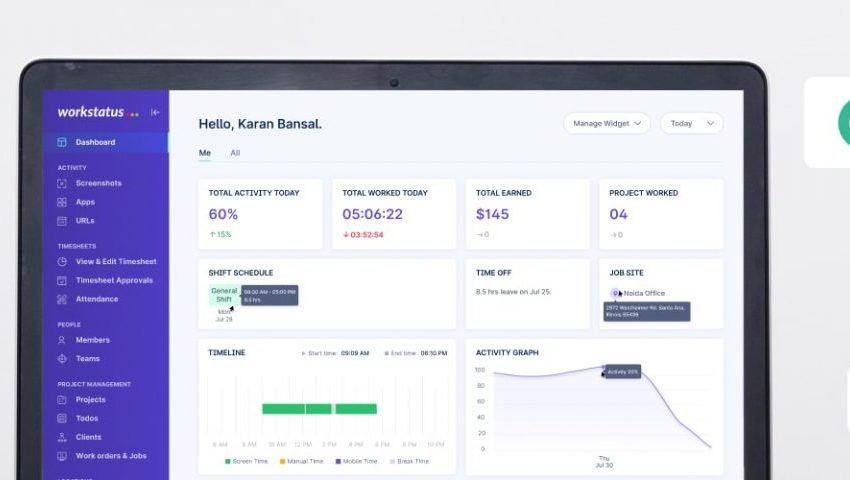 workstatus
Hello, Karan Bansal.
Manage Widget
Today
Me
All
Dashboard
ACTIVITY
Screenshots
Apps
URLs
TIMESHEETS
View & Edit Timesheet
Timesheet Approvals
Attendance
PEOPLE
Members
Teams
PROJECT MANAGEMENT
Projects
Todos
Clients
Work orders & Jobs
TOTAL ACTIVITY TODAY
60%
↑ 15%
TOTAL WORKED TODAY
05:06:22
↓ 03:52:54
TOTAL EARNED
$145
→ 0
PROJECT WORKED
04
→ 0
SHIFT SCHEDULE
General
Shift
08:30 AM - 05:00 PM
8.5 hrs
Mon
TIME OFF
8.5 hrs leave on Jul 25.
JOB SITE
Noida Office
2972 Westheimer Rd. Santa Ana,
Illinois 85486
TIMELINE
Start time: 09:09 AM
End time: 06:10 PM
6 AM 8 AM 10 AM 12 PM 2 PM 4 PM 6 PM 8 PM 10 PM
Screen Time
Manual Time
Mobile Time
Break Time
ACTIVITY GRAPH
100
80
60
40
20
0
Thu
Jul 30